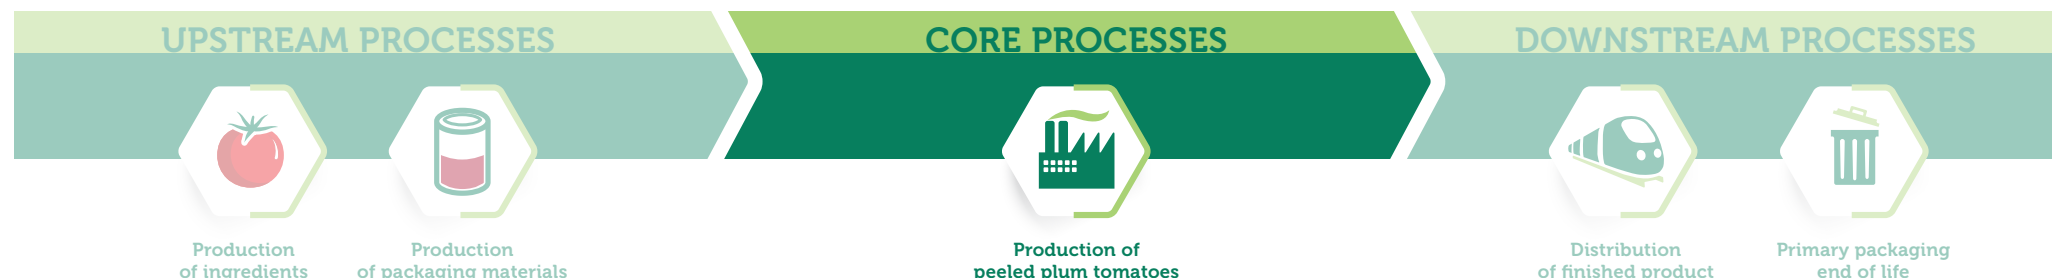 UPSTREAM PROCESSES
CORE PROCESSES
DOWNSTREAM PROCESSES
Production
of ingredients
Production
of packaging materials
Production of
peeled plum tomatoes
Distribution
of finished product
Primary packaging
end of life